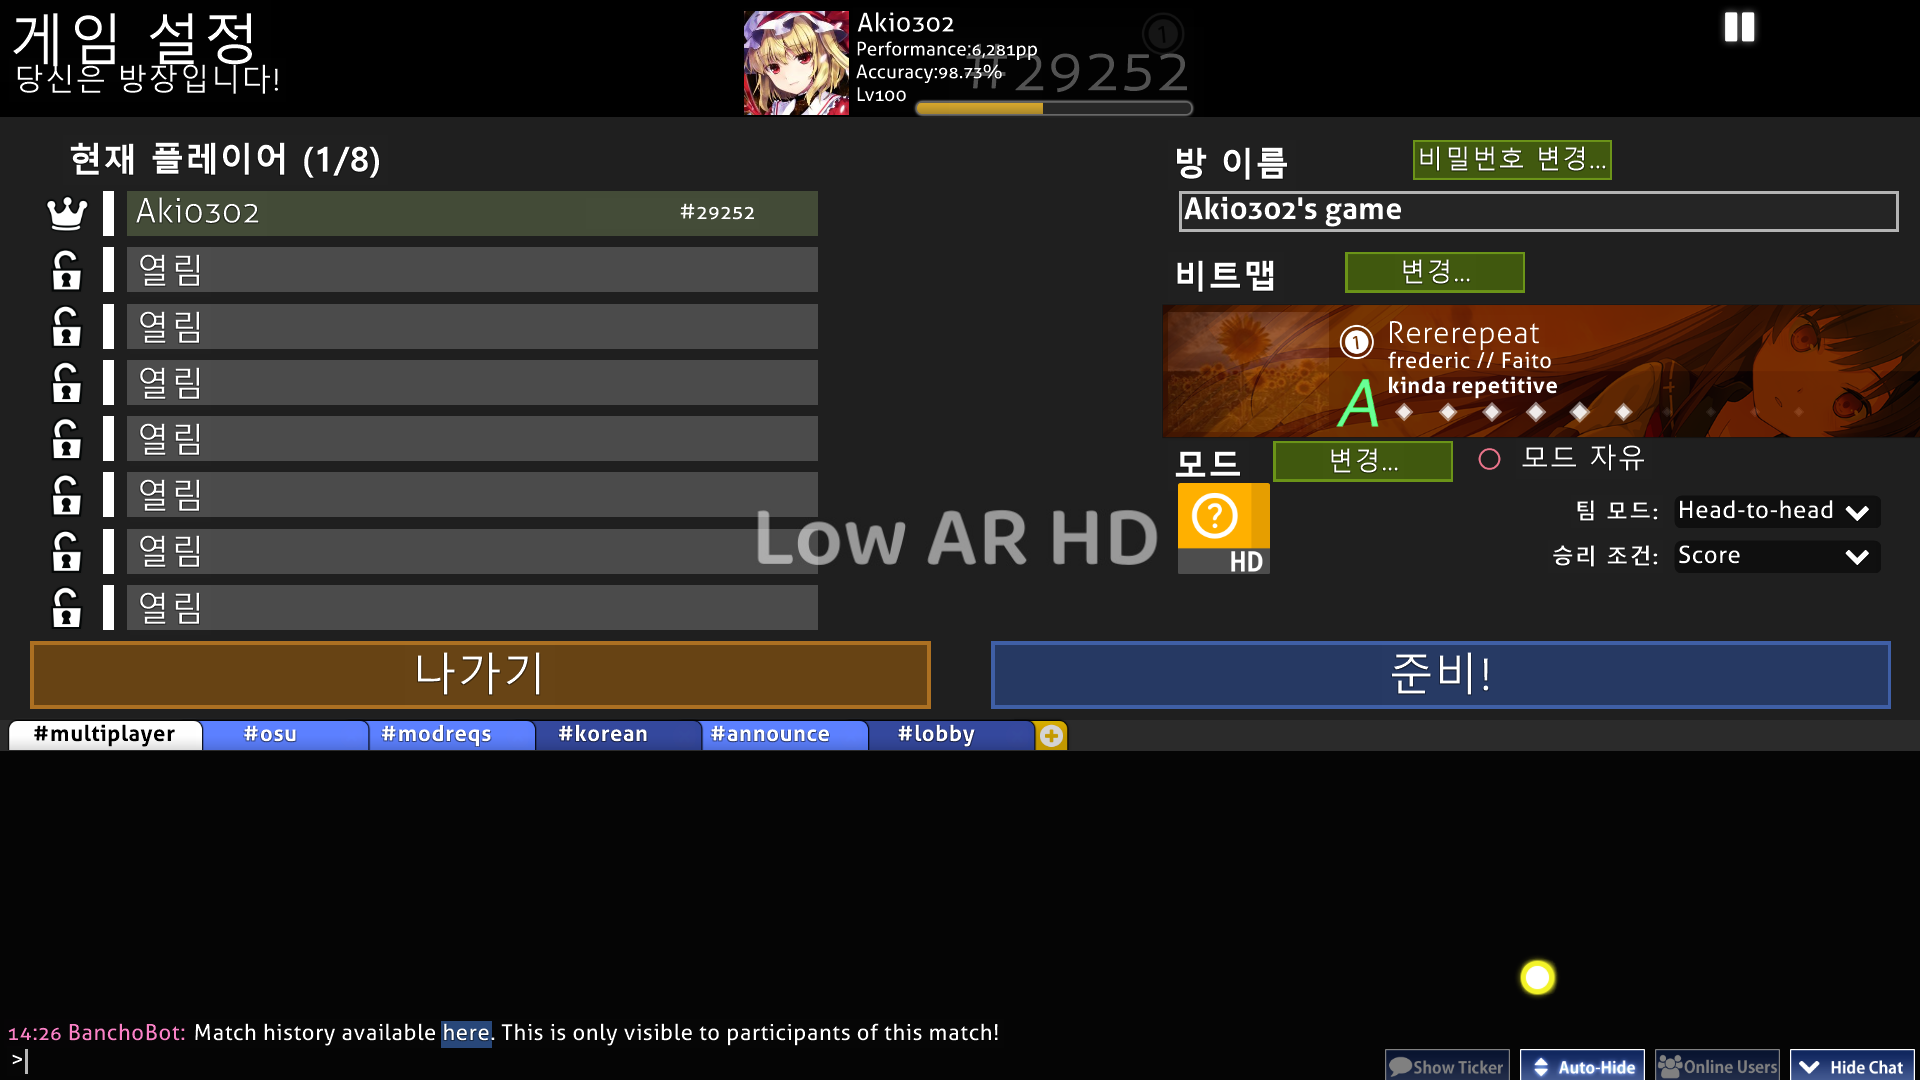 게임 설정
당신은 방장입니다!
Akio302
Performance:6,281pp
Accuracy:98.73%
Lv100
#29252
1
현재 플레이어 (1/8)
Akio302 #29252
열림
열림
열림
열림
열림
열림
열림
방 이름 비밀번호 변경...
Akio302's game
비트맵 변경...
1 Rererepeat
frederic // Faito
kinda repetitive
A
모드 변경... 모드 자유
? HD
팀 모드: Head-to-head
승리 조건: Score
Low AR HD
나가기 준비!
#multiplayer #osu #modreqs #korean #announce #lobby
14:26 BanchoBot: Match history available here. This is only visible to participants of this match!
>
Show Ticker Auto-Hide Online Users Hide Chat